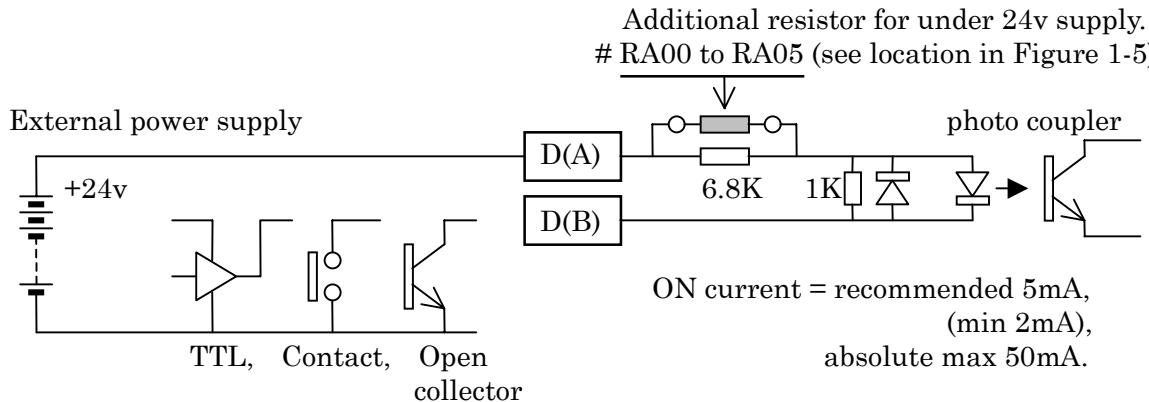 Additional resistor for under 24v supply.
# RA00 to RA05 (see location in Figure 1-5)
External power supply
photo coupler
D(A)
+24v
6.8K
1K
D(B)
ON current = recommended 5mA,
(min 2mA),
absolute max 50mA.
TTL, Contact, Open
collector